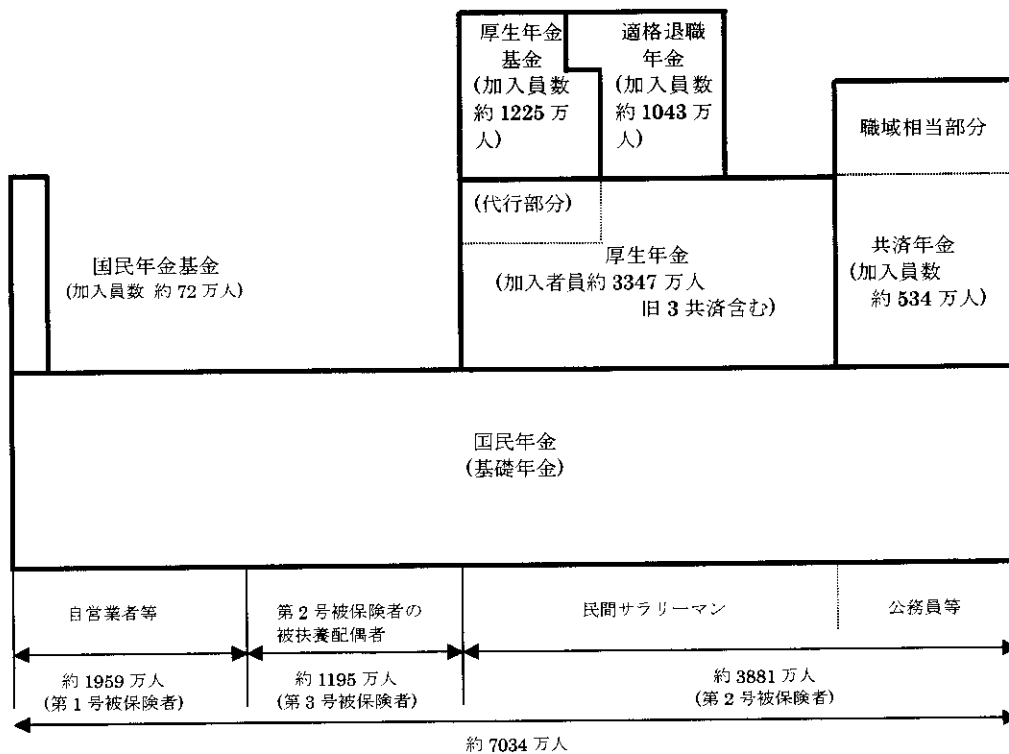 厚生年金
基金
(加入員数
約 1225 万
人)
適格退職
年金
(加入員数
約 1043 万
人)
職域相当部分
(代行部分)
国民年金基金
(加入員数 約 72 万人)
厚生年金
(加入者員約 3347 万人
旧 3 共済含む)
共済年金
(加入員数
約 534 万人)
国民年金
(基礎年金)
自営業者等
第 2 号被保険者の
被扶養配偶者
民間サラリーマン
公務員等
約 1959 万人
(第 1 号被保険者)
約 1195 万人
(第 3 号被保険者)
約 3881 万人
(第 2 号被保険者)
約 7034 万人